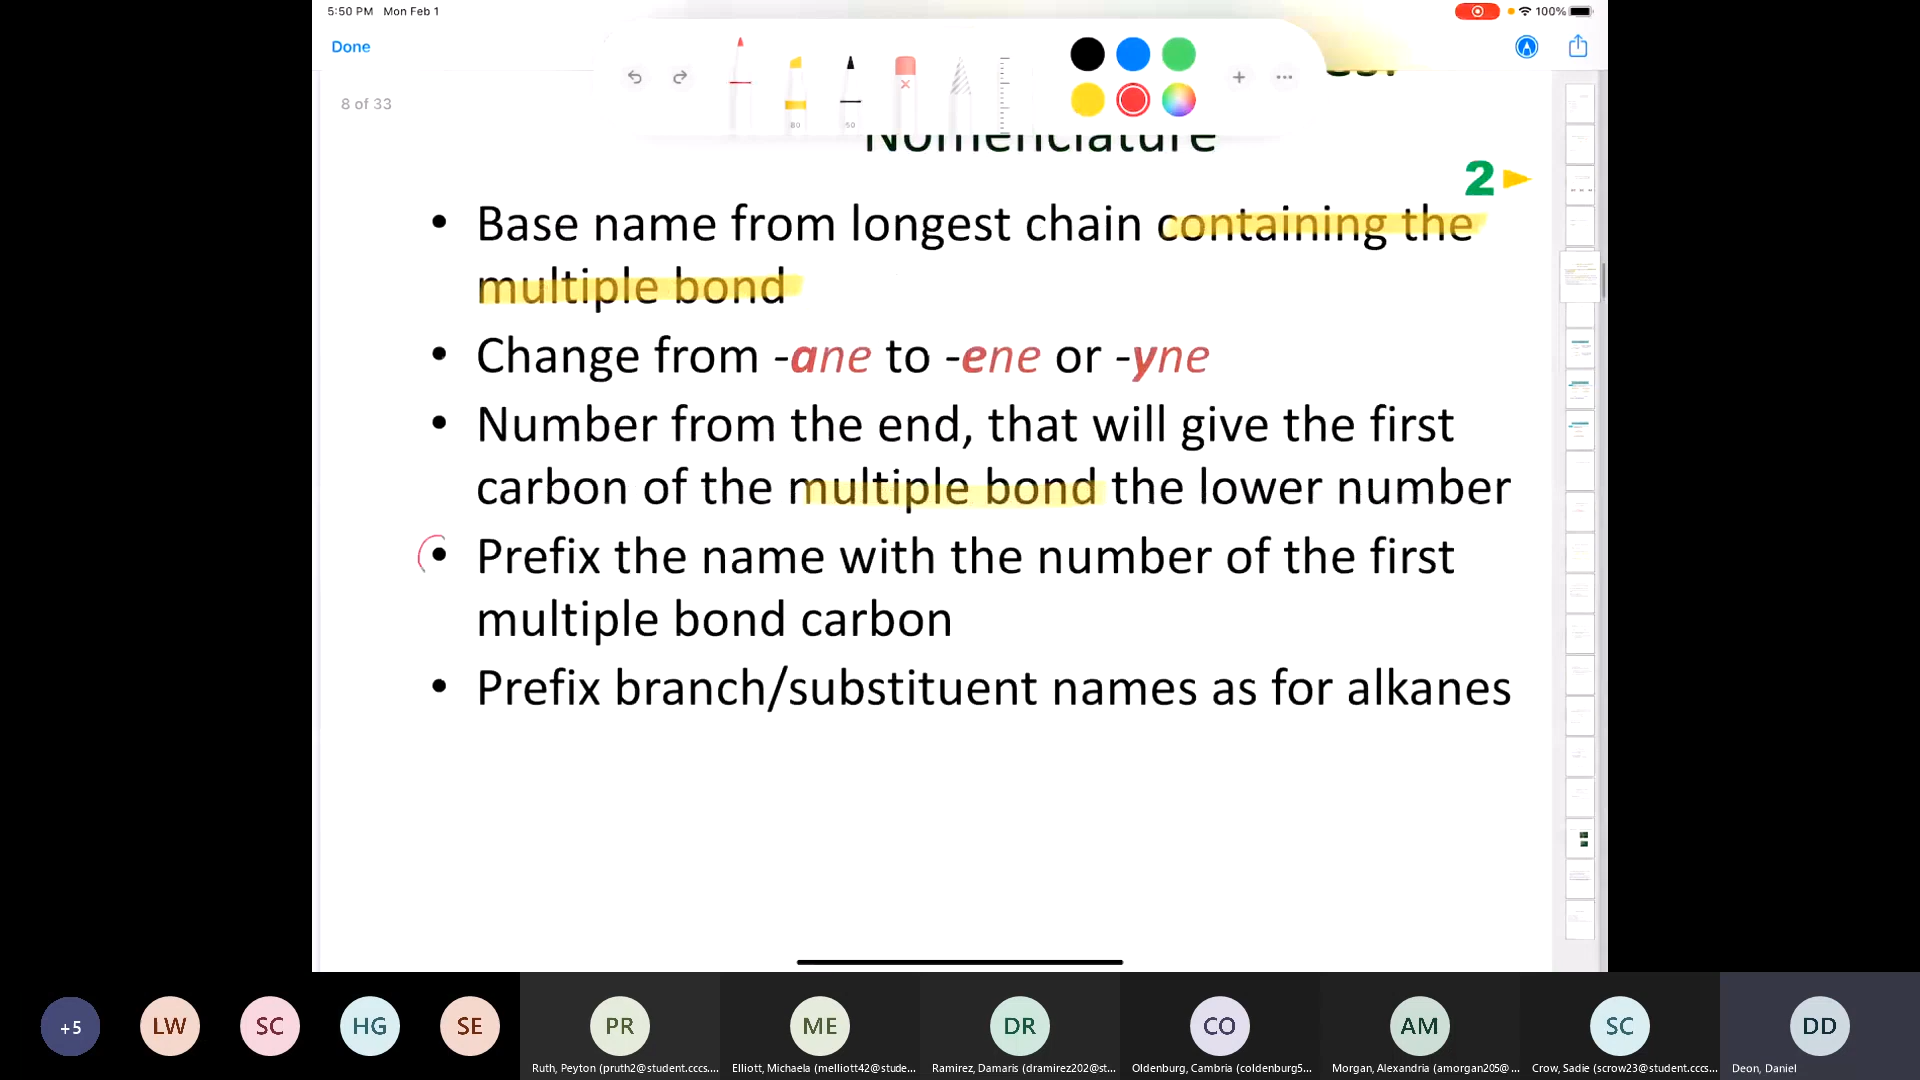 5:50 PM Mon Feb 1
100%
Done
8 of 33
80
50
Nomenclature
2
• Base name from longest chain containing the
multiple bond
• Change from -ane to -ene or -yne
• Number from the end, that will give the first
carbon of the multiple bond the lower number
• Prefix the name with the number of the first
multiple bond carbon
• Prefix branch/substituent names as for alkanes
+5
LW
SC
HG
SE
PR
ME
DR
CO
AM
SC
DD
Ruth, Peyton (pruth2@student.cccs....
Elliott, Michaela (melliott42@stude...
Ramirez, Damaris (dramirez202@st...
Oldenburg, Cambria (coldenburg5...
Morgan, Alexandria (amorgan205@...
Crow, Sadie (scrow23@student.cccs...
Deon, Daniel